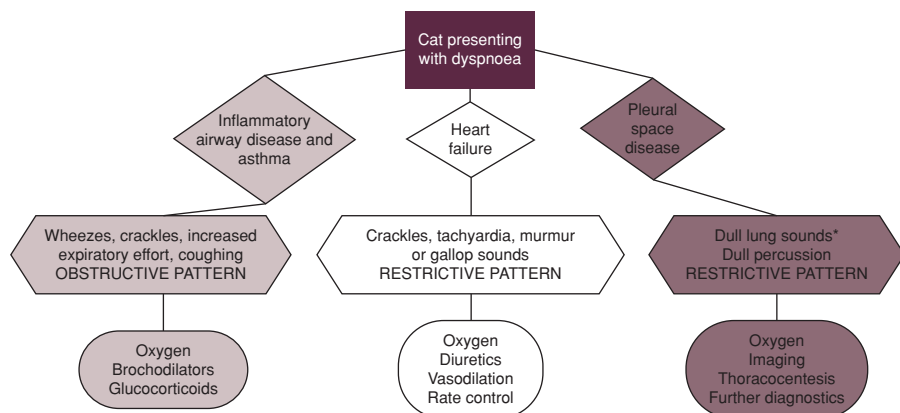 Cat presenting
with dyspnoea
Inflammatory
airway disease and
asthma
Heart
failure
Pleural
space
disease
Wheezes, crackles, increased
expiratory effort, coughing
OBSTRUCTIVE PATTERN
Crackles, tachyardia, murmur
or gallop sounds
RESTRICTIVE PATTERN
Dull lung sounds*
Dull percussion
RESTRICTIVE PATTERN
Oxygen
Brochodilators
Glucocorticoids
Oxygen
Diuretics
Vasodilation
Rate control
Oxygen
Imaging
Thoracocentesis
Further diagnostics